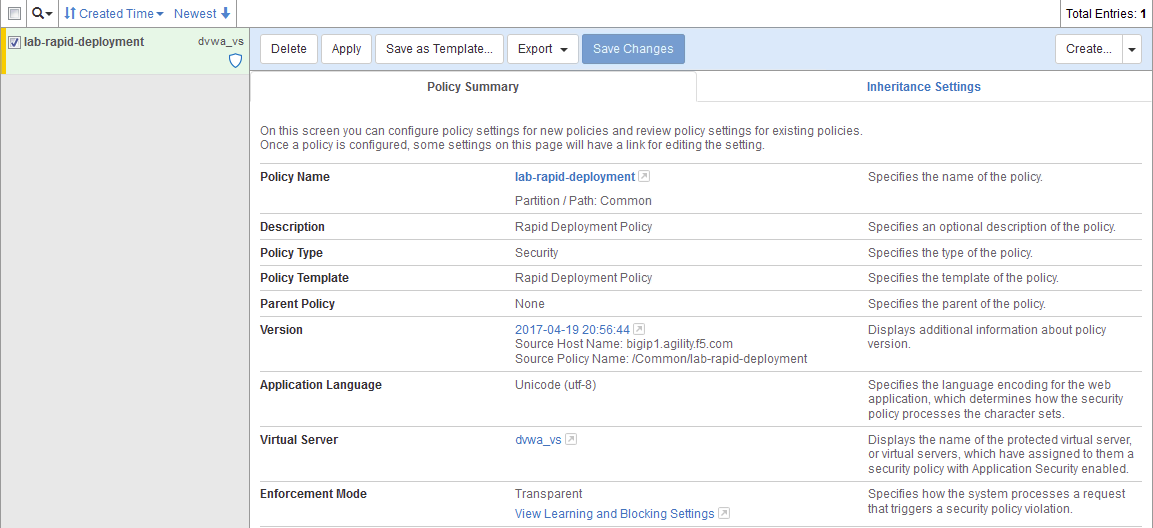 Created Time Newest
Total Entries: 1
lab-rapid-deployment dvwa_vs
Delete Apply Save as Template... Export Save Changes Create...
Policy Summary Inheritance Settings
On this screen you can configure policy settings for new policies and review policy settings for existing policies.
Once a policy is configured, some settings on this page will have a link for editing the setting.
Policy Name lab-rapid-deployment Specifies the name of the policy.
Partition / Path: Common
Description Rapid Deployment Policy Specifies an optional description of the policy.
Policy Type Security Specifies the type of the policy.
Policy Template Rapid Deployment Policy Specifies the template of the policy.
Parent Policy None Specifies the parent of the policy.
Version 2017-04-19 20:56:44 Displays additional information about policy
Source Host Name: bigip1.agility.f5.com version.
Source Policy Name: /Common/lab-rapid-deployment
Application Language Unicode (utf-8) Specifies the language encoding for the web
application, which determines how the security
policy processes the character sets.
Virtual Server dvwa_vs Displays the name of the protected virtual server,
or virtual servers, which have assigned to them a
security policy with Application Security enabled.
Enforcement Mode Transparent Specifies how the system processes a request
View Learning and Blocking Settings that triggers a security policy violation.